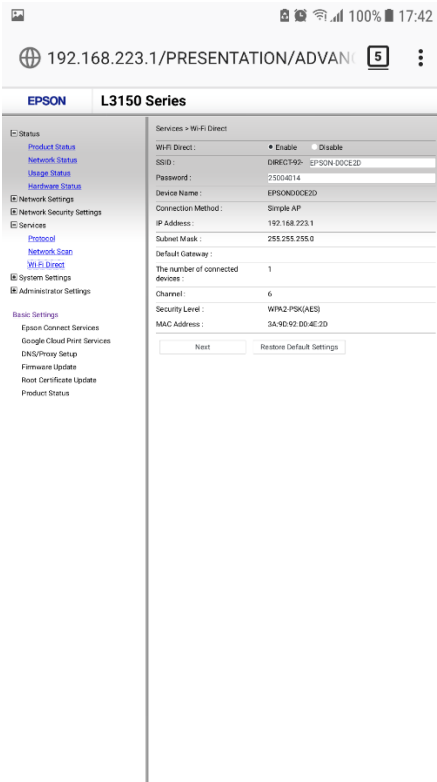 100% 17:42
192.168.223.1/PRESENTATION/ADVAN 5
EPSON L3150 Series
Status
Product Status
Network Status
Usage Status
Hardware Status
Network Settings
Network Security Settings
Services
Protocol
Network Scan
Wi-Fi Direct
System Settings
Administrator Settings
Basic Settings
Epson Connect Services
Google Cloud Print Services
DNS/Proxy Setup
Firmware Update
Root Certificate Update
Product Status
Services > Wi-Fi Direct
Wi-Fi Direct : Enable Disable
SSID : DIRECT-92- EPSON-D0CE2D
Password : 25004014
Device Name : EPSOND0CE2D
Connection Method : Simple AP
IP Address : 192.168.223.1
Subnet Mask : 255.255.255.0
Default Gateway :
The number of connected 1
devices :
Channel : 6
Security Level : WPA2-PSK(AES)
MAC Address : 3A:9D:92:D0:4E:2D
Next Restore Default Settings